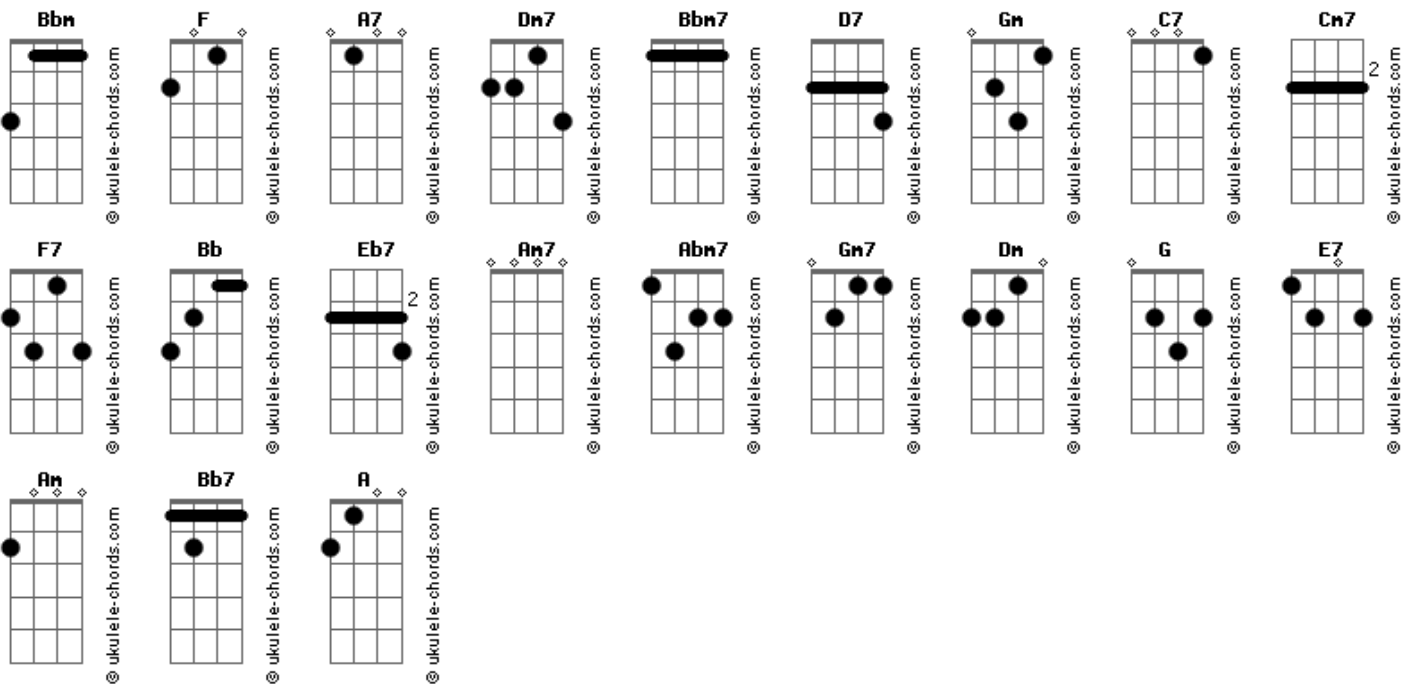 Bbm F A7 Dm7 Bbm7 D7 Gm C7 Cm7
2
© ukulele-chords.com © ukulele-chords.com © ukulele-chords.com © ukulele-chords.com © ukulele-chords.com © ukulele-chords.com © ukulele-chords.com © ukulele-chords.com © ukulele-chords.com
F7 Bb Eb7 Am7 Abm7 Gm7 Dm G E7
2
© ukulele-chords.com © ukulele-chords.com © ukulele-chords.com © ukulele-chords.com © ukulele-chords.com © ukulele-chords.com © ukulele-chords.com © ukulele-chords.com © ukulele-chords.com
Am Bb7 A
© ukulele-chords.com © ukulele-chords.com © ukulele-chords.com